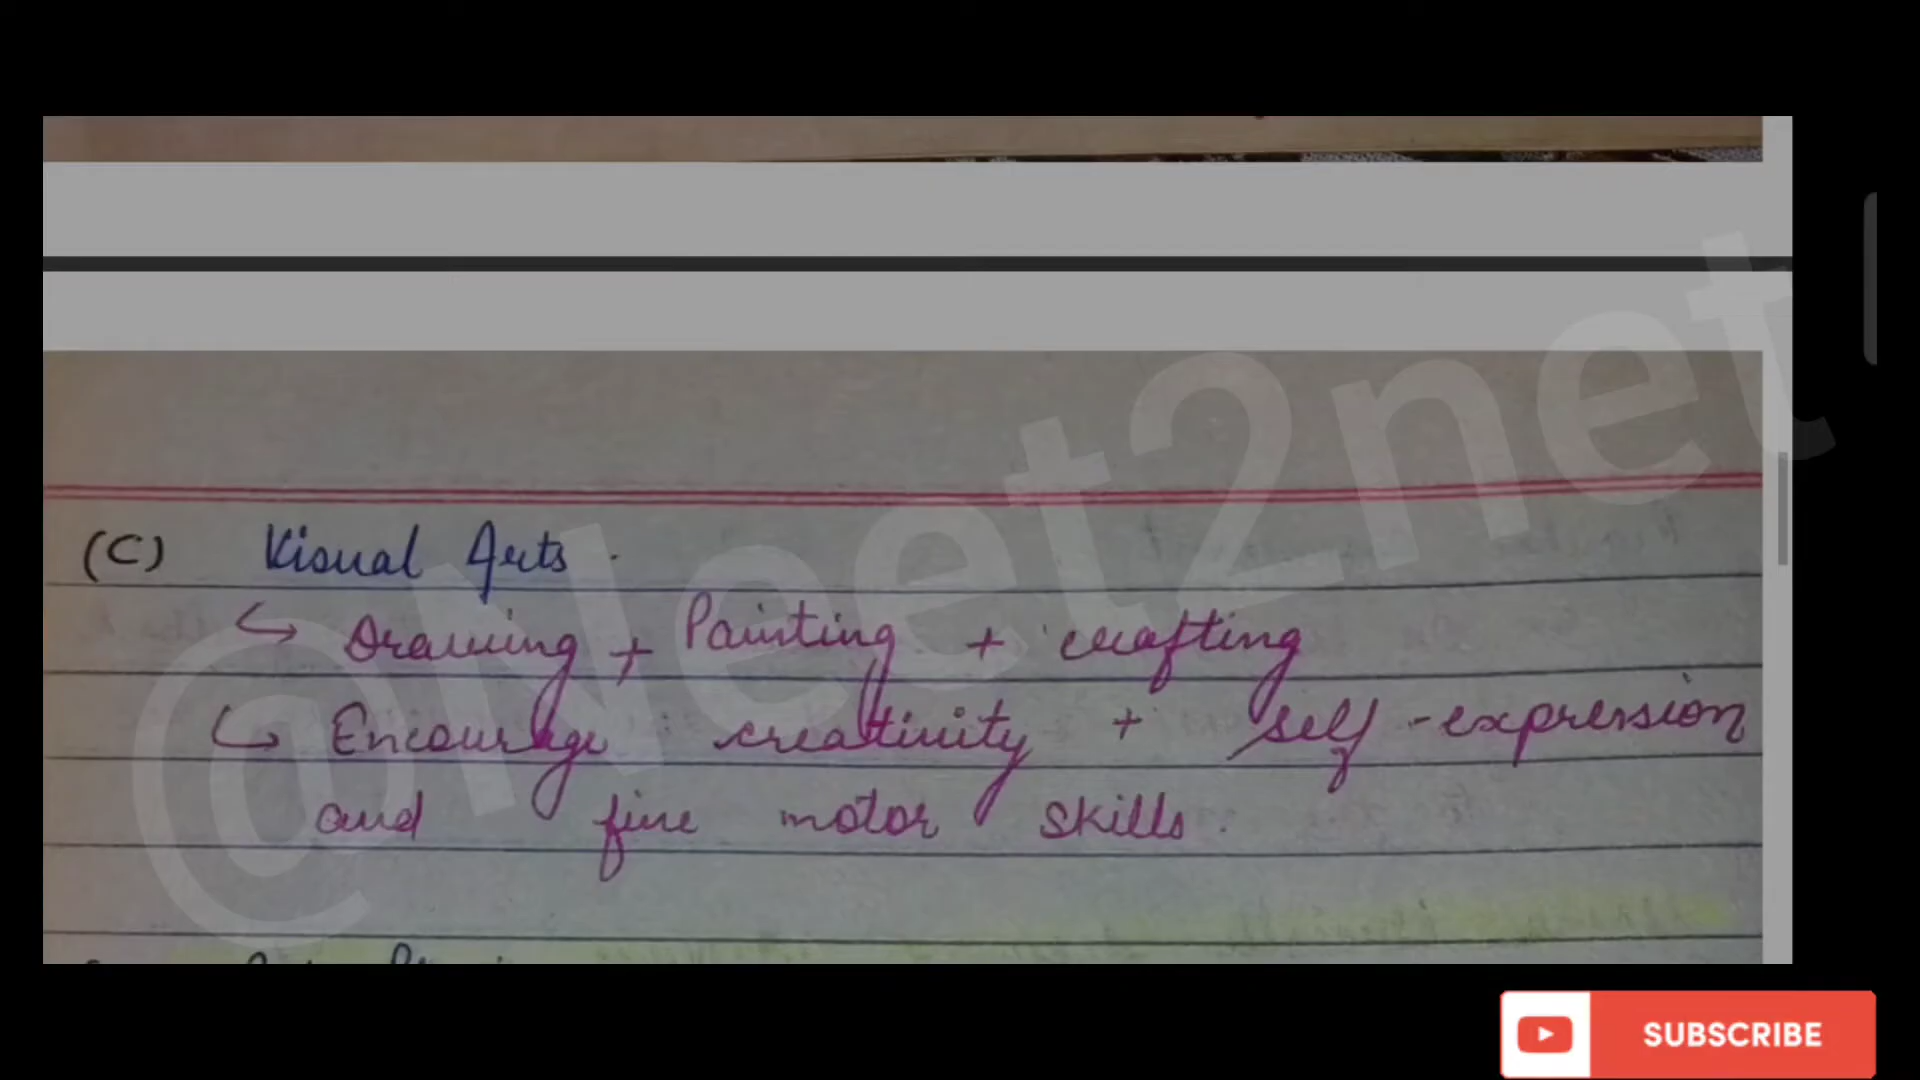 (C) Visual Arts.
↳ Drawing + Painting + crafting
↳ Encourage creativity + self-expression
and fine motor skills.
@Neet2net
SUBSCRIBE